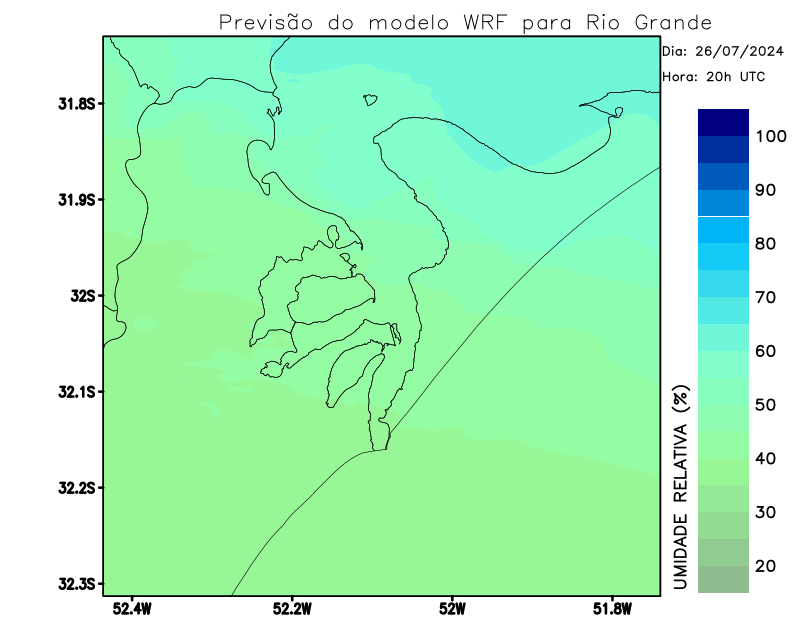 Previsão do modelo WRF para Rio Grande
Dia: 26/07/2024
Hora: 20h UTC
31.8S
31.9S
32S
32.1S
32.2S
32.3S
52.4W
52.2W
52W
51.8W
UMIDADE RELATIVA (%)
100
90
80
70
60
50
40
30
20